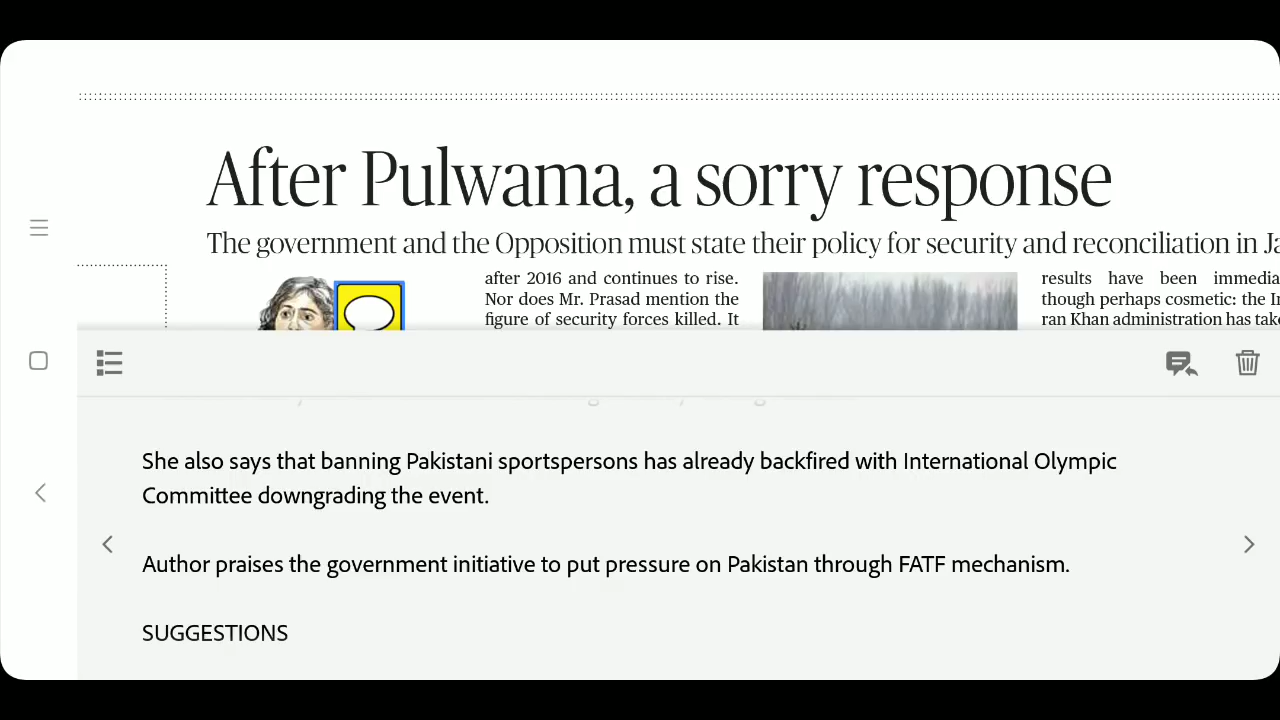 After Pulwama, a sorry response
The government and the Opposition must state their policy for security and reconciliation in
after 2016 and continues to rise.
Nor does Mr. Prasad mention the
figure of security forces killed. It
results have been
though perhaps cosmetic: the
ran Khan administration has
She also says that banning Pakistani sportspersons has already backfired with International Olympic
Committee downgrading the event.
Author praises the government initiative to put pressure on Pakistan through FATF mechanism.
SUGGESTIONS